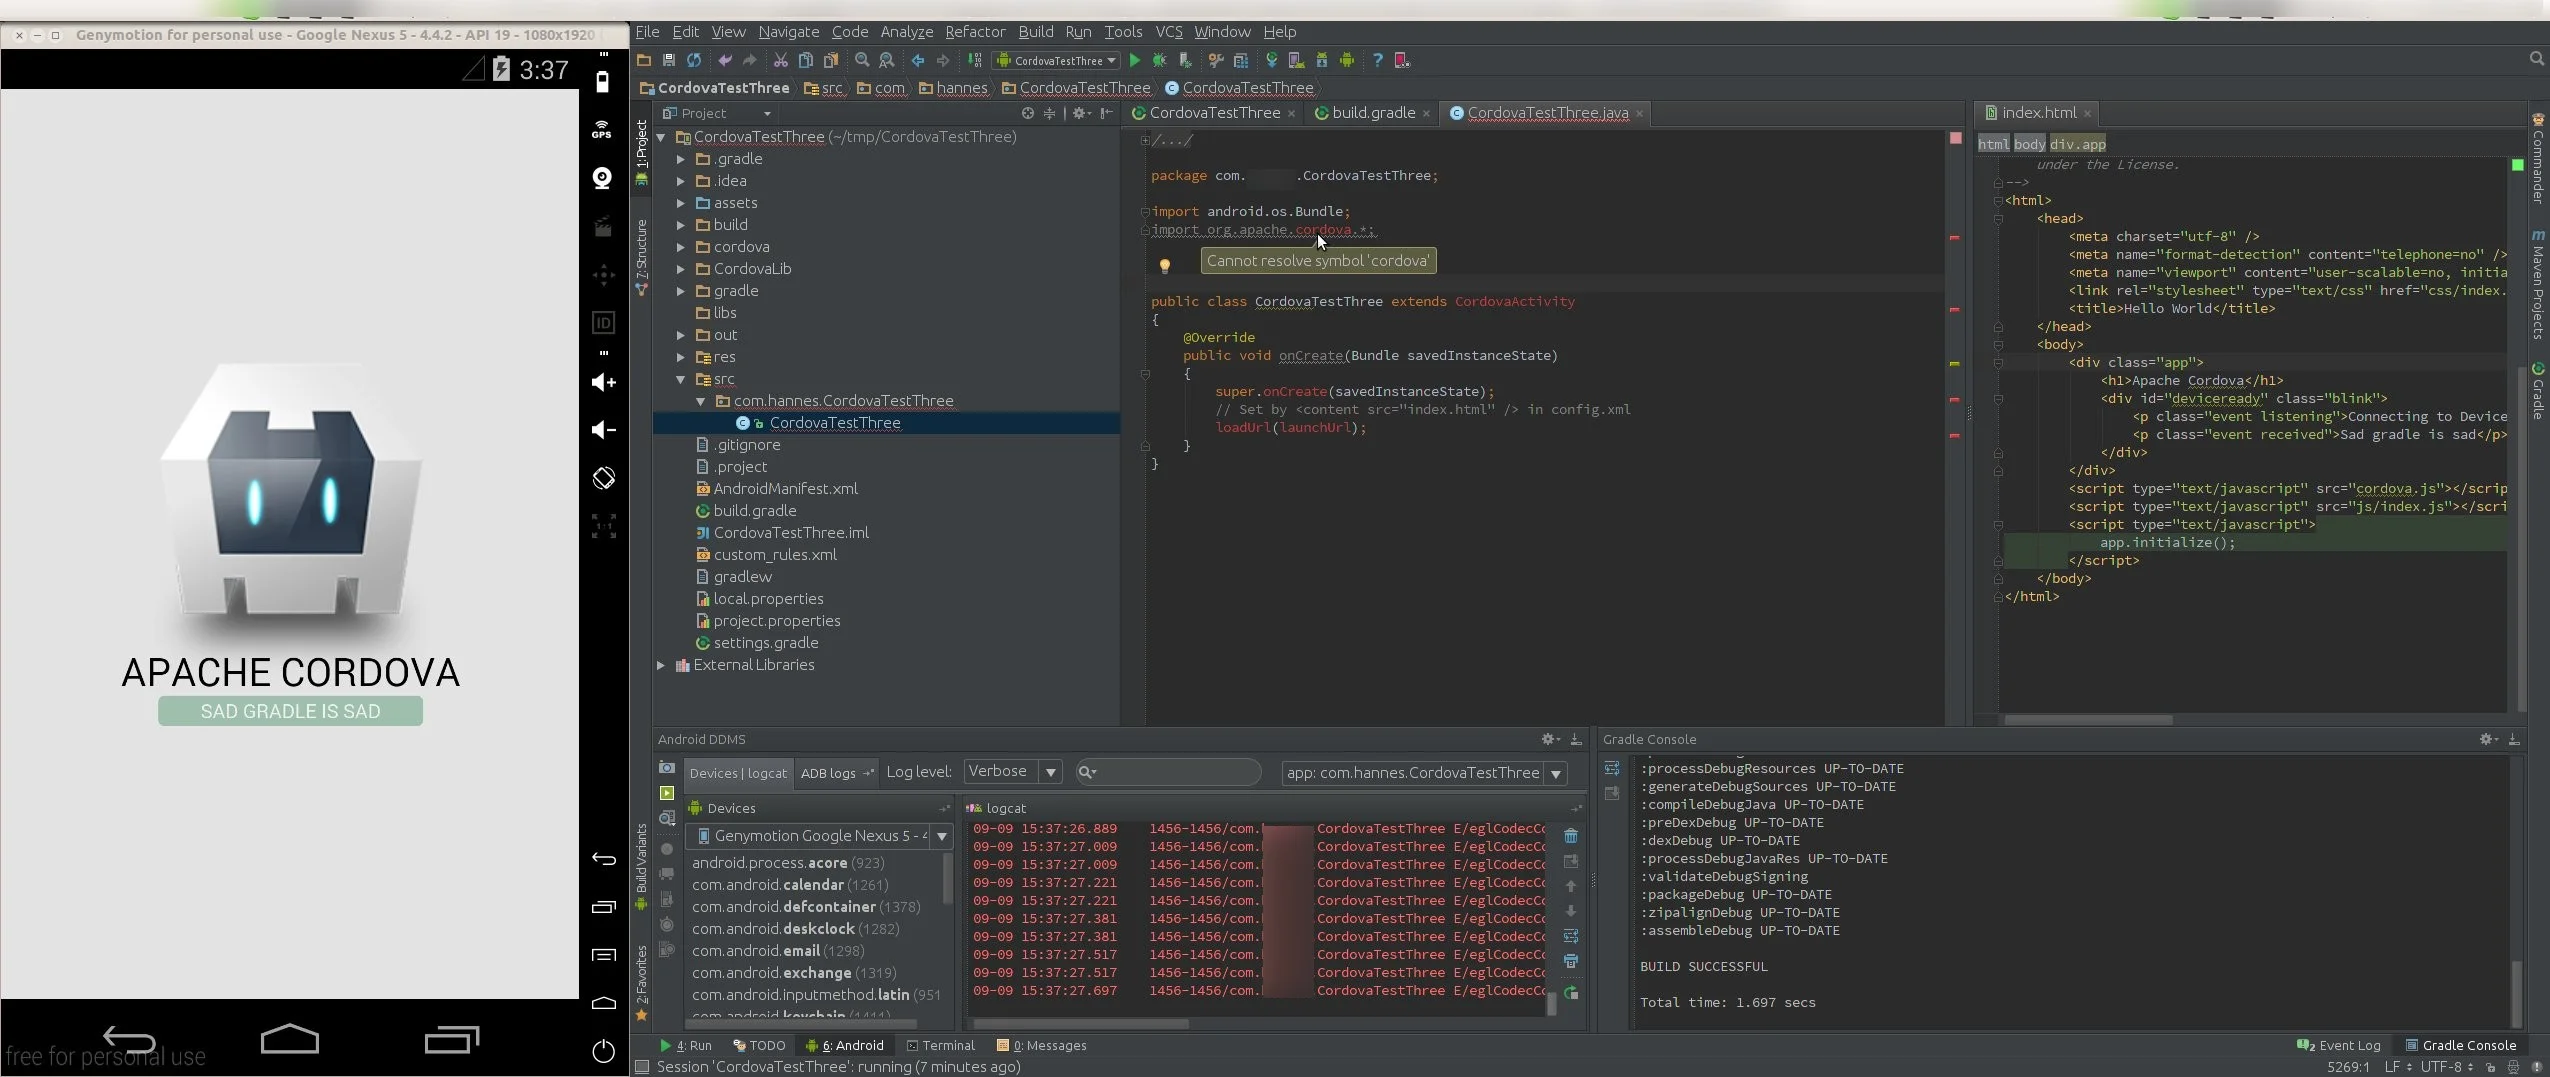 Genymotion for personal use - Google Nexus 5 - 4.4.2 - API 19 - 1080x1920
3:37
GPS
ID
1:1
APACHE CORDOVA
SAD GRADLE IS SAD
free for personal use
File Edit View Navigate Code Analyze Refactor Build Run Tools VCS Window Help
CordovaTestThree
CordovaTestThree src com hannes CordovaTestThree CordovaTestThree
1: Project
Z: Structure
Build Variants
2: Favorites
Project
CordovaTestThree (~/tmp/CordovaTestThree)
.gradle
.idea
assets
build
cordova
CordovaLib
gradle
libs
out
res
src
com.hannes.CordovaTestThree
CordovaTestThree
.gitignore
.project
AndroidManifest.xml
build.gradle
CordovaTestThree.iml
custom_rules.xml
gradlew
local.properties
project.properties
settings.gradle
External Libraries
CordovaTestThree build.gradle CordovaTestThree.java
/.../
package com. .CordovaTestThree;
import android.os.Bundle;
import org.apache.cordova.*;
Cannot resolve symbol 'cordova'
public class CordovaTestThree extends CordovaActivity
{
@Override
public void onCreate(Bundle savedInstanceState)
{
super.onCreate(savedInstanceState);
// Set by <content src="index.html" /> in config.xml
loadUrl(launchUrl);
}
}
index.html
html body div.app
under the License.
-->
<html>
<head>
<meta charset="utf-8" />
<meta name="format-detection" content="telephone=no" />
<meta name="viewport" content="user-scalable=no, initia
<link rel="stylesheet" type="text/css" href="css/index.
<title>Hello World</title>
</head>
<body>
<div class="app">
<h1>Apache Cordova</h1>
<div id="deviceready" class="blink">
<p class="event listening">Connecting to Device
<p class="event received">Sad gradle is sad</p>
</div>
</div>
<script type="text/javascript" src="cordova.js"></scrip
<script type="text/javascript" src="js/index.js"></scri
<script type="text/javascript">
app.initialize();
</script>
</body>
</html>
Commander
Maven Projects
Gradle
Android DDMS
Devices | logcat ADB logs Log level: Verbose app: com.hannes.CordovaTestThree
Devices
Genymotion Google Nexus 5 - 4
android.process.acore (923)
com.android.calendar (1261)
com.android.defcontainer (1378)
com.android.deskclock (1282)
com.android.email (1298)
com.android.exchange (1319)
com.android.inputmethod.latin (951
com.android.keychain (1411)
logcat
09-09 15:37:26.889 1456-1456/com. CordovaTestThree E/eglCodecCo
09-09 15:37:27.009 1456-1456/com. CordovaTestThree E/eglCodecCo
09-09 15:37:27.009 1456-1456/com. CordovaTestThree E/eglCodecCo
09-09 15:37:27.221 1456-1456/com. CordovaTestThree E/eglCodecCo
09-09 15:37:27.221 1456-1456/com. CordovaTestThree E/eglCodecCo
09-09 15:37:27.381 1456-1456/com. CordovaTestThree E/eglCodecCo
09-09 15:37:27.381 1456-1456/com. CordovaTestThree E/eglCodecCo
09-09 15:37:27.517 1456-1456/com. CordovaTestThree E/eglCodecCo
09-09 15:37:27.517 1456-1456/com. CordovaTestThree E/eglCodecCo
09-09 15:37:27.697 1456-1456/com. CordovaTestThree E/eglCodecCo
Gradle Console
:processDebugResources UP-TO-DATE
:generateDebugSources UP-TO-DATE
:compileDebugJava UP-TO-DATE
:preDexDebug UP-TO-DATE
:dexDebug UP-TO-DATE
:processDebugJavaRes UP-TO-DATE
:validateDebugSigning
:packageDebug UP-TO-DATE
:zipalignDebug UP-TO-DATE
:assembleDebug UP-TO-DATE
BUILD SUCCESSFUL
Total time: 1.697 secs
4: Run TODO 6: Android Terminal 0: Messages
2 Event Log Gradle Console
Session 'CordovaTestThree': running (7 minutes ago)
5269:1 LF UTF-8